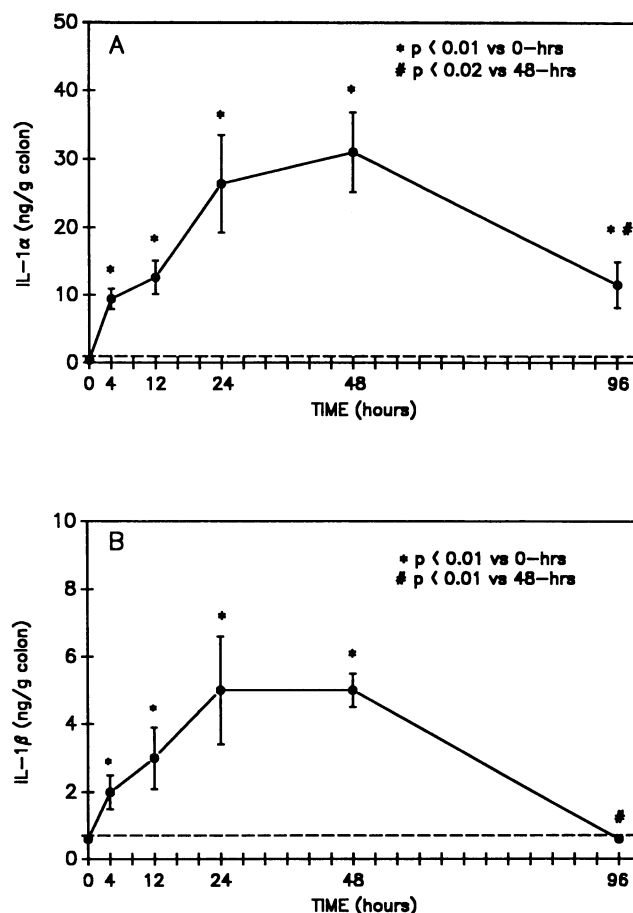 A
* p < 0.01 vs 0-hrs
# p < 0.02 vs 48-hrs
50
40
30
20
10
0
IL-1α (ng/g colon)
*
*
*
*
* #
0 4 12 24 48 96
TIME (hours)
B
* p < 0.01 vs 0-hrs
# p < 0.01 vs 48-hrs
10
8
6
4
2
0
IL-1β (ng/g colon)
*
*
*
*
#
0 4 12 24 48 96
TIME (hours)